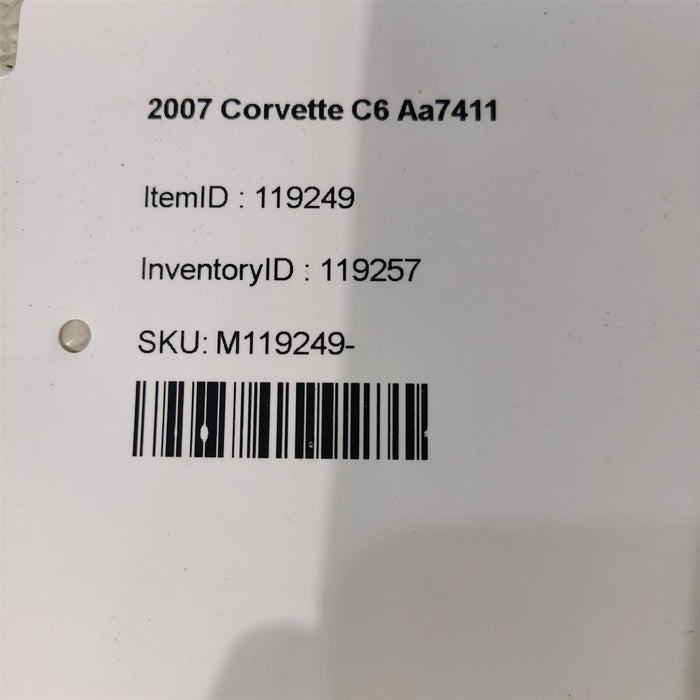 2007 Corvette C6 Aa7411
ItemID : 119249
InventoryID : 119257
SKU: M119249-